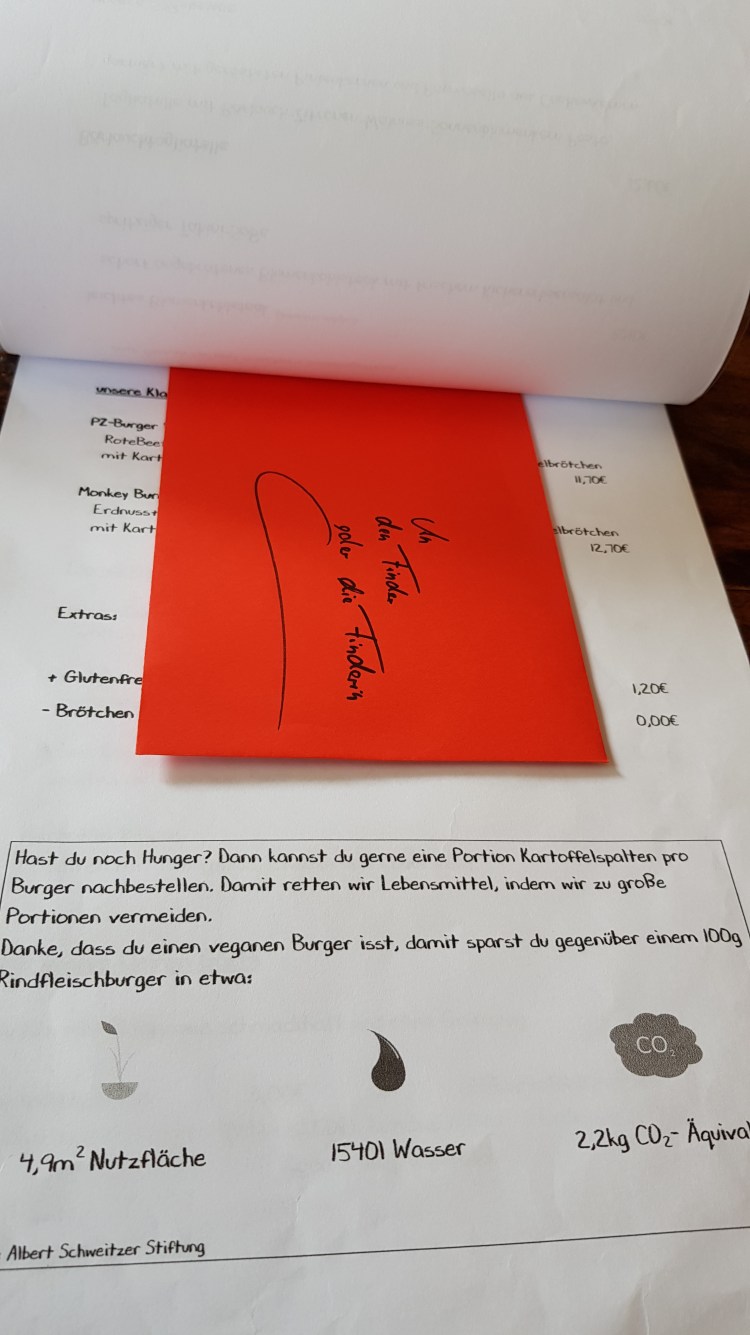 unsere Kla
PZ-Burger
RoteBee
mit Kart
elbrötchen
11,70€
Monkey Bur
Erdnuss
mit Kart
elbrötchen
12,70€
An
den Finder
oder die Finderin
Extras:
+ Glutenfre
1,20€
- Brötchen
0,00€
Hast du noch Hunger? Dann kannst du gerne eine Portion Kartoffelspalten pro
Burger nachbestellen. Damit retten wir Lebensmittel, indem wir zu große
Portionen vermeiden.
Danke, dass du einen veganen Burger isst, damit sparst du gegenüber einem 100g
Rindfleischburger in etwa:
CO₂
4,9m² Nutzfläche
1540l Wasser
2,2kg CO₂- Äquival
Albert Schweitzer Stiftung